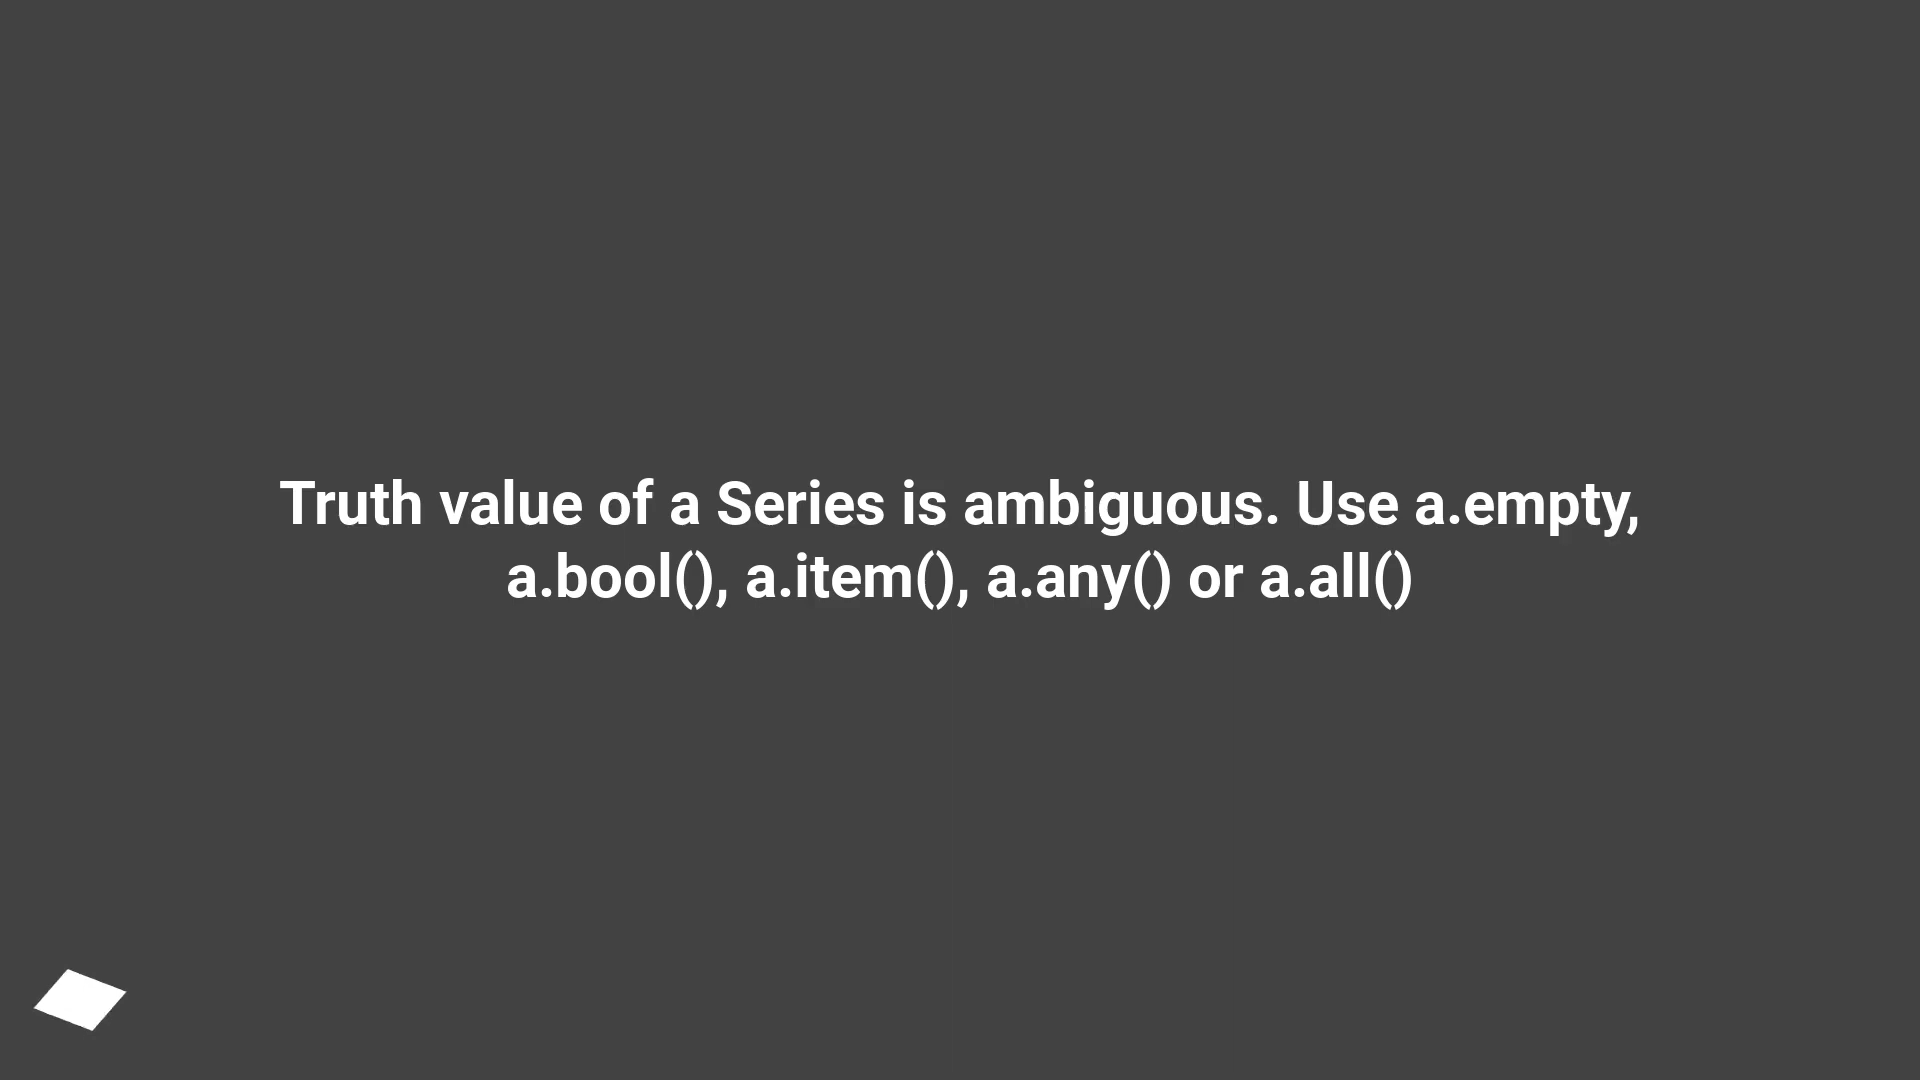 Truth value of a Series is ambiguous. Use a.empty,
a.bool(), a.item(), a.any() or a.all()